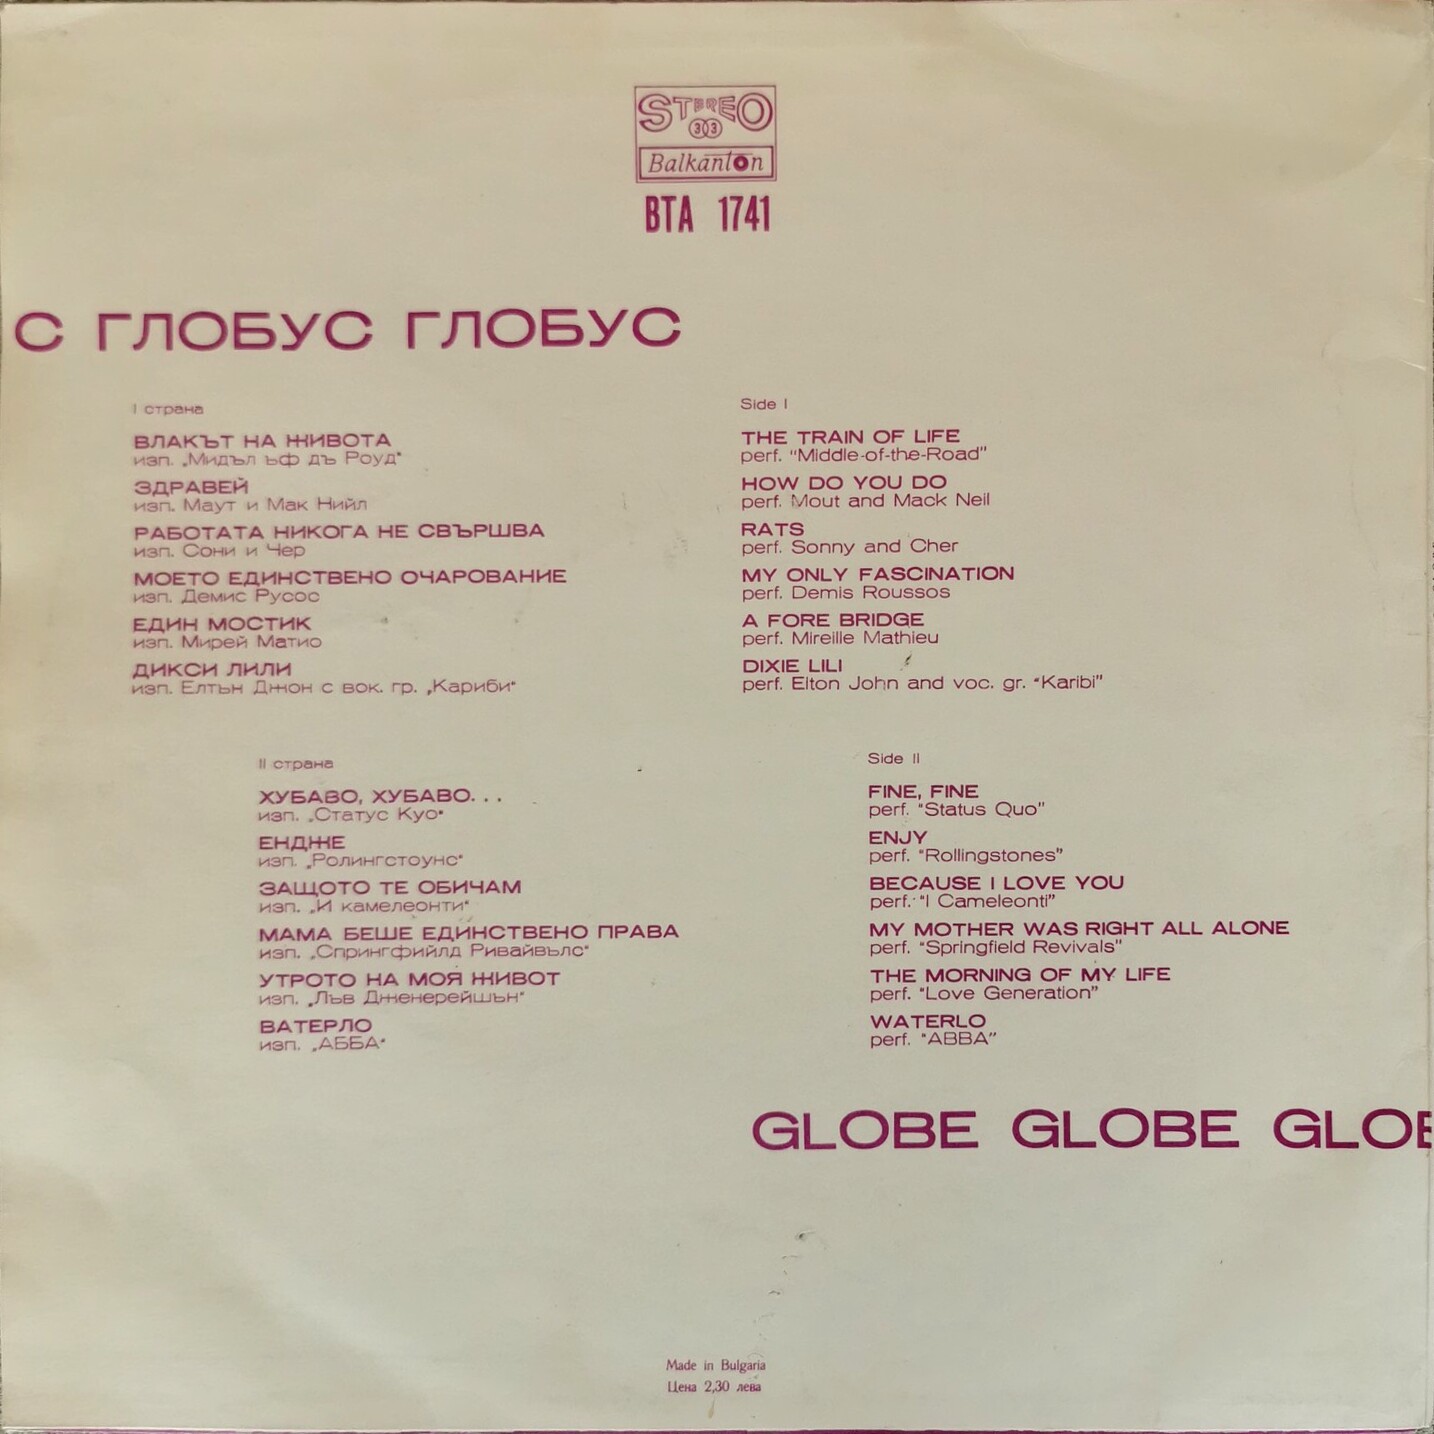 STEREO
33
Balkanton
BTA 1741
С ГЛОБУС ГЛОБУС
I страна
ВЛАКЪТ НА ЖИВОТА
изп. „Мидъл ъф дъ Роуд“
ЗДРАВЕЙ
изп. Маут и Мак Нийл
РАБОТАТА НИКОГА НЕ СВЪРШВА
изп. Сони и Чер
МОЕТО ЕДИНСТВЕНО ОЧАРОВАНИЕ
изп. Демис Русос
ЕДИН МОСТИК
изп. Мирей Матио
ДИКСИ ЛИЛИ
изп. Елтън Джон с вок. гр. „Кариби“
Side I
THE TRAIN OF LIFE
perf. "Middle-of-the-Road"
HOW DO YOU DO
perf. Mout and Mack Neil
RATS
perf. Sonny and Cher
MY ONLY FASCINATION
perf. Demis Roussos
A FORE BRIDGE
perf. Mireille Mathieu
DIXIE LILI
perf. Elton John and voc. gr. "Karibi"
II страна
ХУБАВО, ХУБАВО. . .
изп. „Статус Куо“
ЕНДЖЕ
изп. „Ролингстоунс“
ЗАЩОТО ТЕ ОБИЧАМ
изп. „И камелеонти“
МАМА БЕШЕ ЕДИНСТВЕНО ПРАВА
изп. „Спрингфийлд Ривайвълс“
УТРОТО НА МОЯ ЖИВОТ
изп. „Лъв Дженерейшън“
ВАТЕРЛО
изп. „АББА“
Side II
FINE, FINE
perf. "Status Quo"
ENJY
perf. "Rollingstones"
BECAUSE I LOVE YOU
perf. "I Cameleonti"
MY MOTHER WAS RIGHT ALL ALONE
perf. "Springfield Revivals"
THE MORNING OF MY LIFE
perf. "Love Generation"
WATERLO
perf. "ABBA"
GLOBE GLOBE GLOB
Made in Bulgaria
Цена 2,30 лева